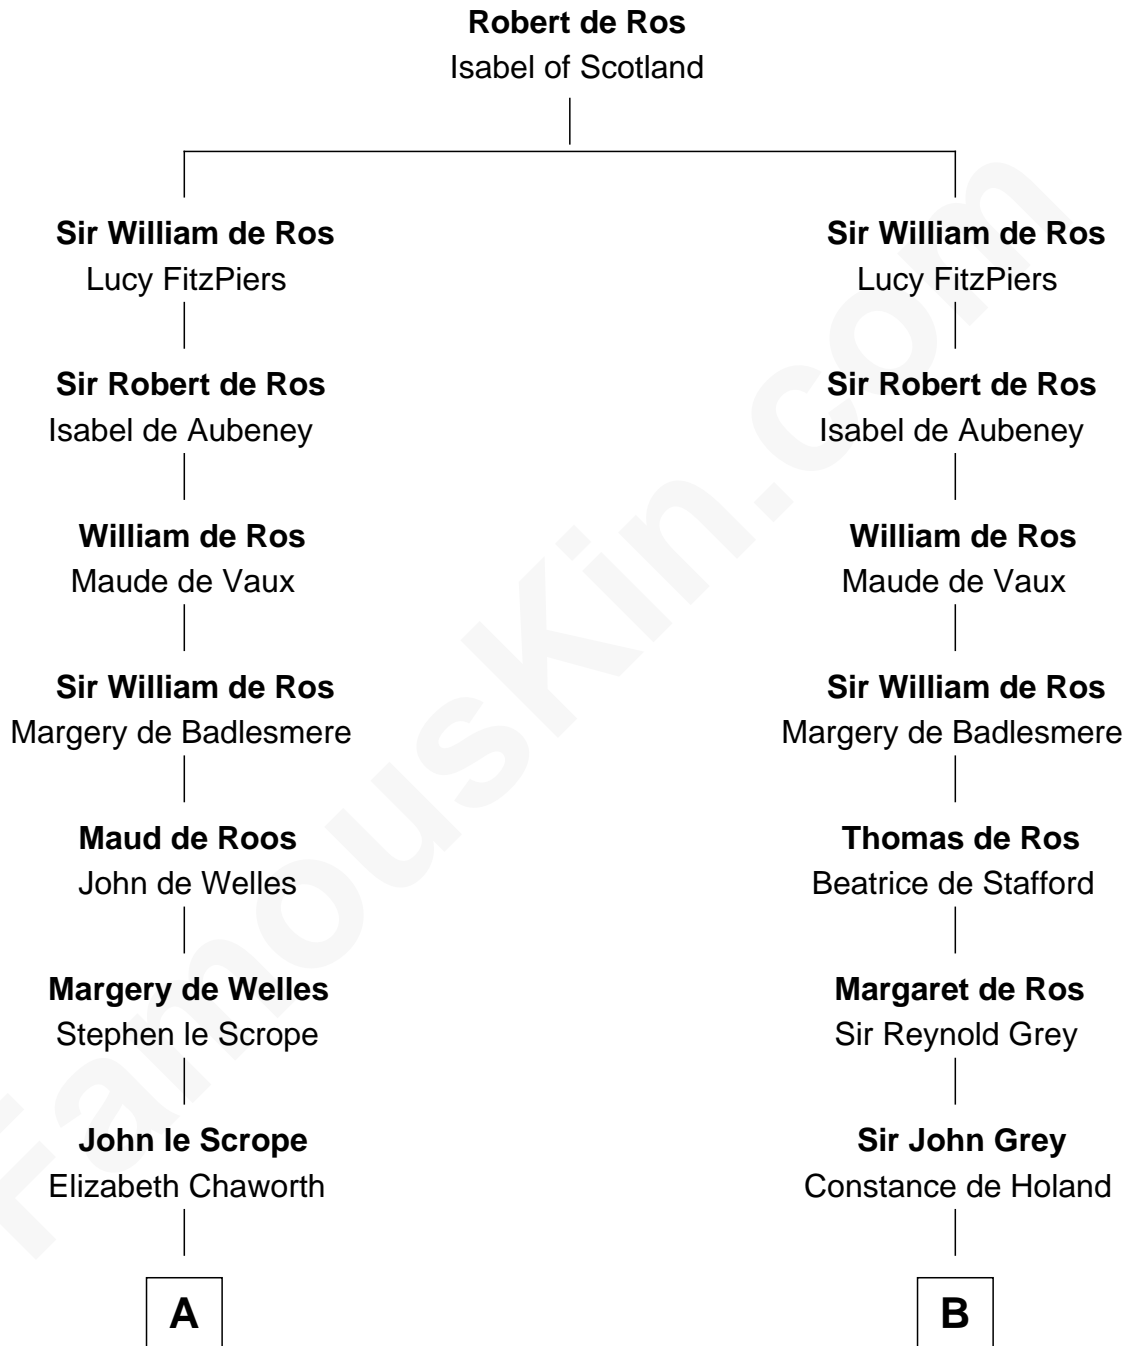 Robert de Ros
Isabel of Scotland
Sir William de Ros
Lucy FitzPiers
Sir Robert de Ros
Isabel de Aubeney
William de Ros
Maude de Vaux
Sir William de Ros
Margery de Badlesmere
Maud de Roos
John de Welles
Margery de Welles
Stephen le Scrope
John le Scrope
Elizabeth Chaworth
A
Sir William de Ros
Lucy FitzPiers
Sir Robert de Ros
Isabel de Aubeney
William de Ros
Maude de Vaux
Sir William de Ros
Margery de Badlesmere
Thomas de Ros
Beatrice de Stafford
Margaret de Ros
Sir Reynold Grey
Sir John Grey
Constance de Holand
B
FamousKin.com